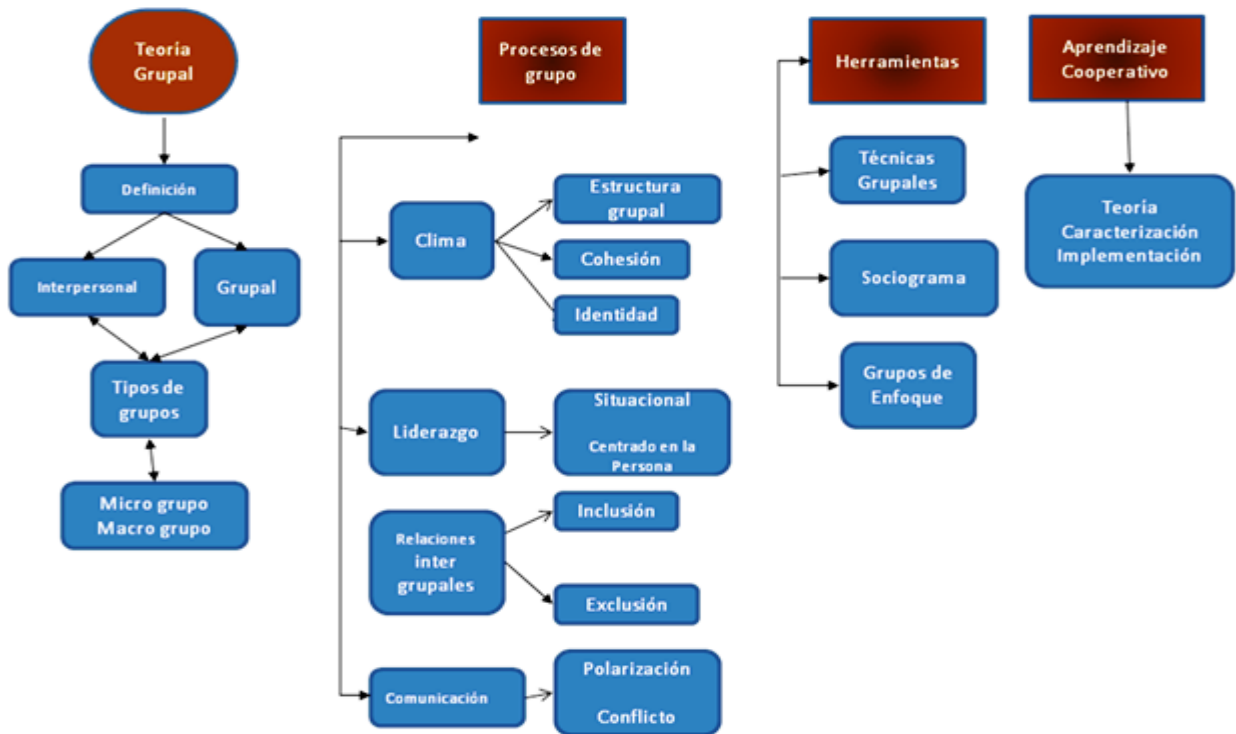 Teoría
Grupal
Definición
Interpersonal
Grupal
Tipos de
grupos
Micro grupo
Macro grupo
Procesos de
grupo
Clima
Estructura
grupal
Cohesión
Identidad
Liderazgo
Situacional
Centrado en la
Persona
Relaciones
inter
grupales
Inclusión
Exclusión
Comunicación
Polarización
Conflicto
Herramientas
Técnicas
Grupales
Sociograma
Grupos de
Enfoque
Aprendizaje
Cooperativo
Teoría
Caracterización
Implementación